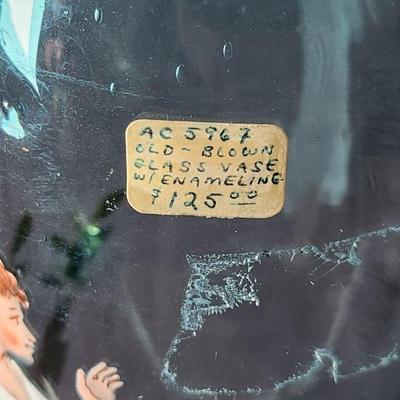 AC 5967
OLD-BLOWN
GLASS VASE
W/ ENAMELING
$125.00